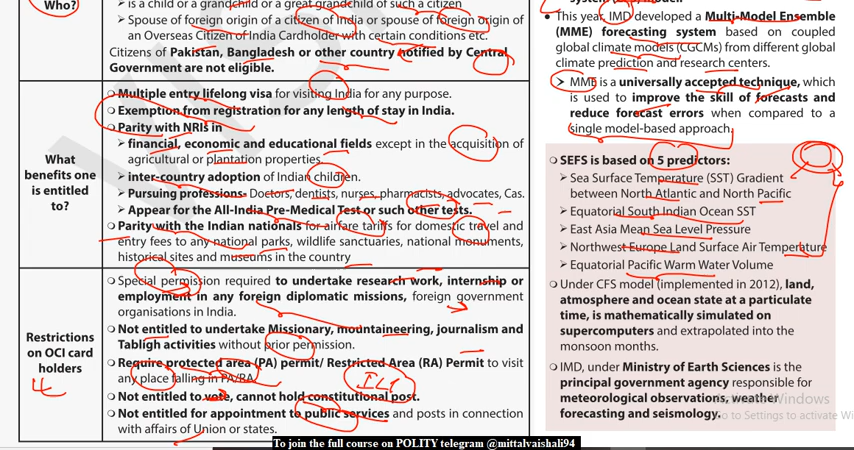 Who?
➢ is a child or a grandchild or a great grandchild of such a citizen
➢ Spouse of foreign origin of a citizen of India or spouse of foreign origin of
an Overseas Citizen of India Cardholder with certain conditions etc.
Citizens of Pakistan, Bangladesh or other country notified by Central
Government are not eligible.
What
benefits one
is entitled
to?
○ Multiple entry lifelong visa for visiting India for any purpose.
○ Exemption from registration for any length of stay in India.
○ Parity with NRIs in
➢ financial, economic and educational fields except in the acquisition of
agricultural or plantation properties.
➢ inter-country adoption of Indian children.
➢ Pursuing professions- Doctors, dentists, nurses, pharmacists, advocates, Cas.
➢ Appear for the All-India Pre-Medical Test or such other tests.
○ Parity with the Indian nationals for airfare tariffs for domestic travel and
entry fees to any national parks, wildlife sanctuaries, national monuments,
historical sites and museums in the country
Restrictions
on OCI card
holders
○ Special permission required to undertake research work, internship or
employment in any foreign diplomatic missions, foreign government
organisations in India.
○ Not entitled to undertake Missionary, mountaineering, journalism and
Tabligh activities without prior permission.
○ Require protected area (PA) permit/ Restricted Area (RA) Permit to visit
any place falling in PA/RA
ILP
○ Not entitled to vote, cannot hold constitutional post.
○ Not entitled for appointment to public services and posts in connection
with affairs of Union or states.
• This year, IMD developed a Multi-Model Ensemble
(MME) forecasting system based on coupled
global climate models (CGCMs) from different global
climate prediction and research centers.
➢ MME is a universally accepted technique, which
is used to improve the skill of forecasts and
reduce forecast errors when compared to a
single model-based approach.
○ SEFS is based on 5 predictors:
➢ Sea Surface Temperature (SST) Gradient
between North Atlantic and North Pacific
➢ Equatorial South Indian Ocean SST
➢ East Asia Mean Sea Level Pressure
➢ Northwest Europe Land Surface Air Temperature
➢ Equatorial Pacific Warm Water Volume
○ Under CFS model (implemented in 2012), land,
atmosphere and ocean state at a particulate
time, is mathematically simulated on
supercomputers and extrapolated into the
monsoon months.
○ IMD, under Ministry of Earth Sciences is the
principal government agency responsible for
meteorological observations, weather
forecasting and seismology.
to Settings to activate Wi
To join the full course on POLITY telegram @mittalvaishali94